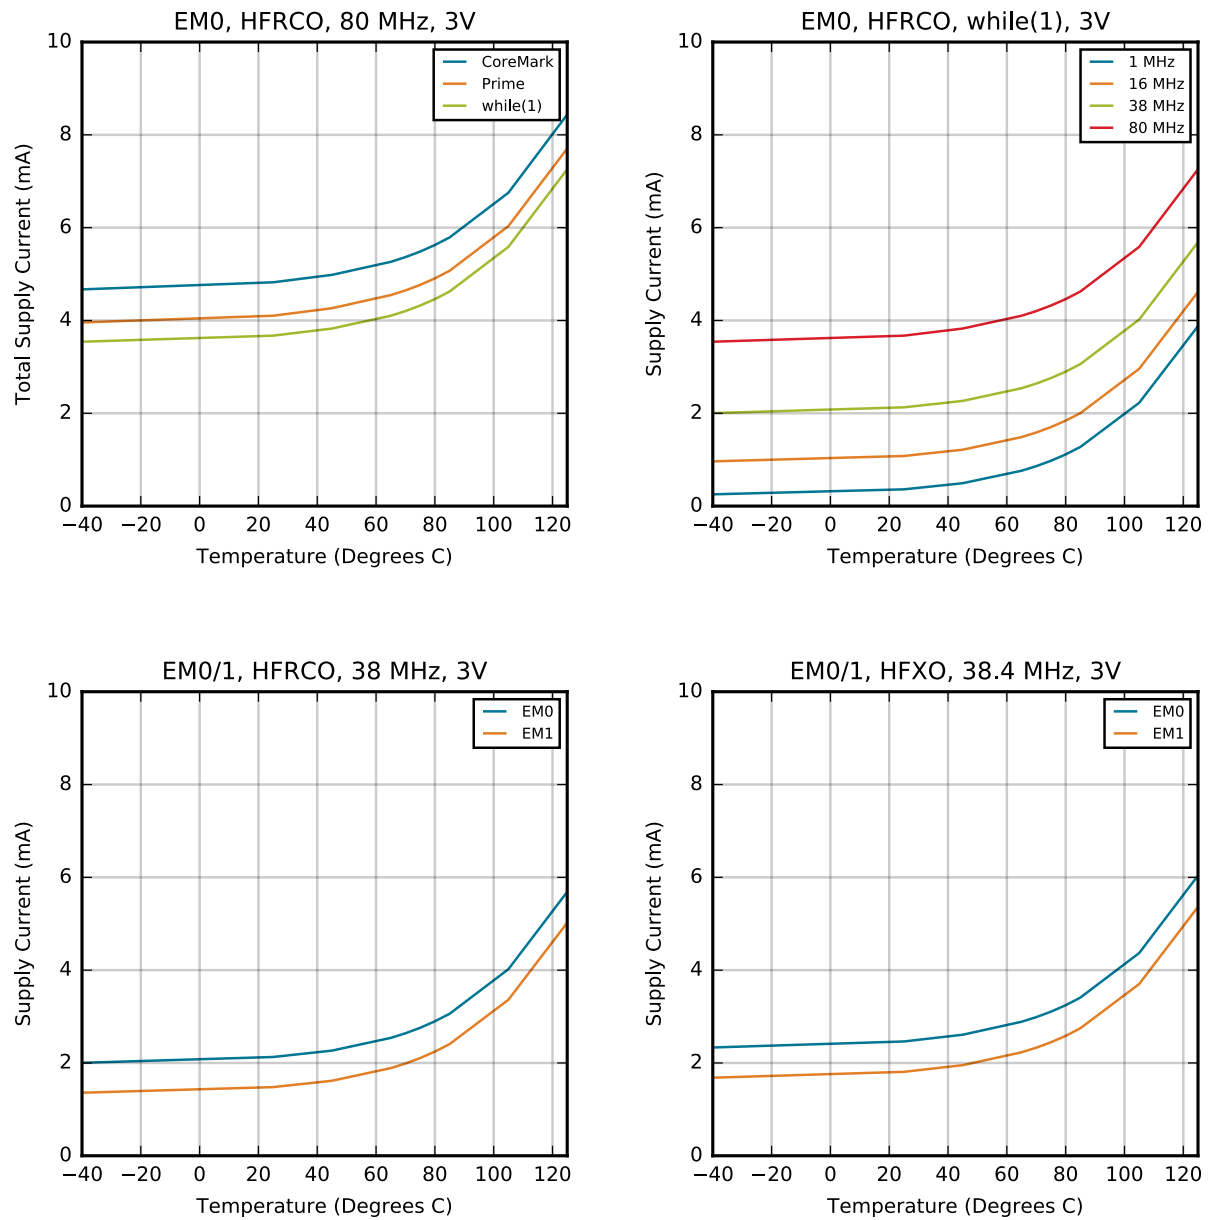 EM0, HFRCO, 80 MHz, 3V
Total Supply Current (mA)
10
8
6
4
2
0
CoreMark
Prime
while(1)
−40 −20 0 20 40 60 80 100 120
Temperature (Degrees C)
EM0, HFRCO, while(1), 3V
Supply Current (mA)
10
8
6
4
2
0
1 MHz
16 MHz
38 MHz
80 MHz
−40 −20 0 20 40 60 80 100 120
Temperature (Degrees C)
EM0/1, HFRCO, 38 MHz, 3V
Supply Current (mA)
10
8
6
4
2
0
EM0
EM1
−40 −20 0 20 40 60 80 100 120
Temperature (Degrees C)
EM0/1, HFXO, 38.4 MHz, 3V
Supply Current (mA)
10
8
6
4
2
0
EM0
EM1
−40 −20 0 20 40 60 80 100 120
Temperature (Degrees C)